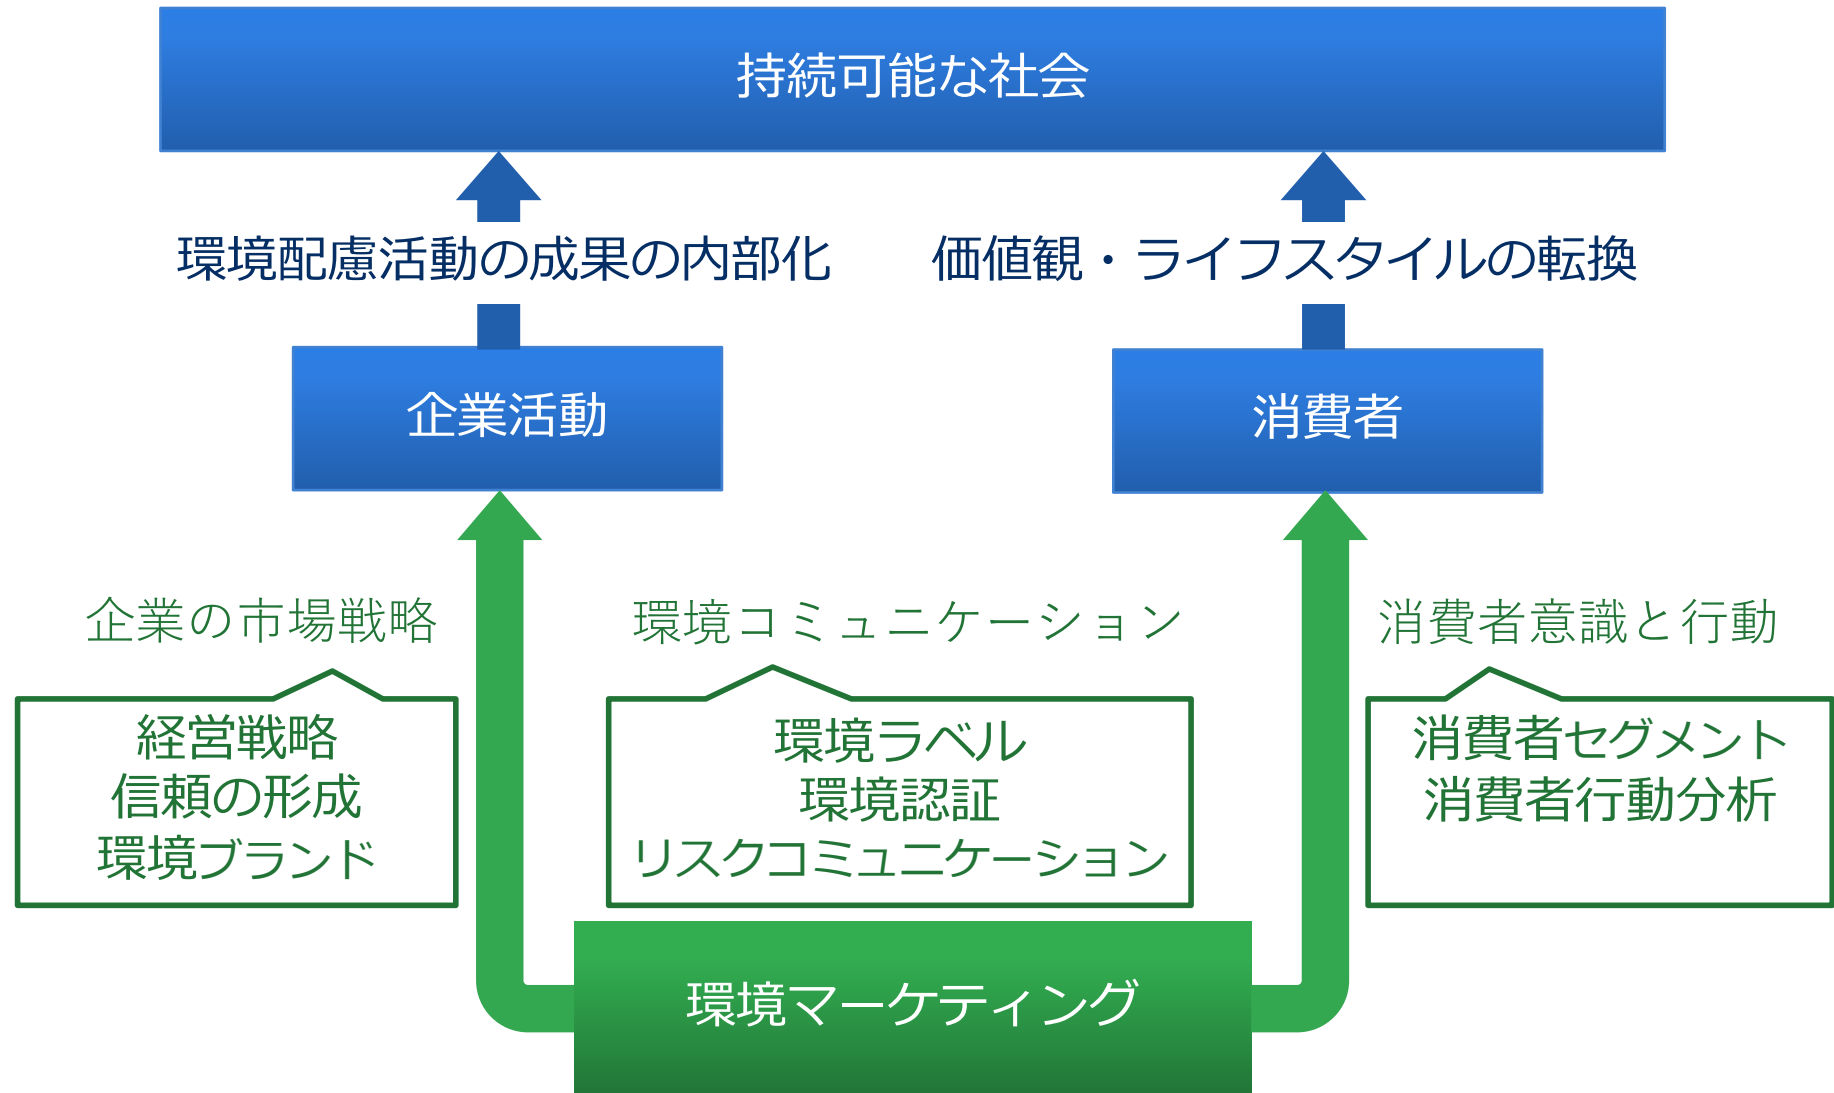 持続可能な社会
環境配慮活動の成果の内部化
価値観・ライフスタイルの転換
企業活動
消費者
企業の市場戦略
環境コミュニケーション
消費者意識と行動
経営戦略
信頼の形成
環境ブランド
環境ラベル
環境認証
リスクコミュニケーション
消費者セグメント
消費者行動分析
環境マーケティング